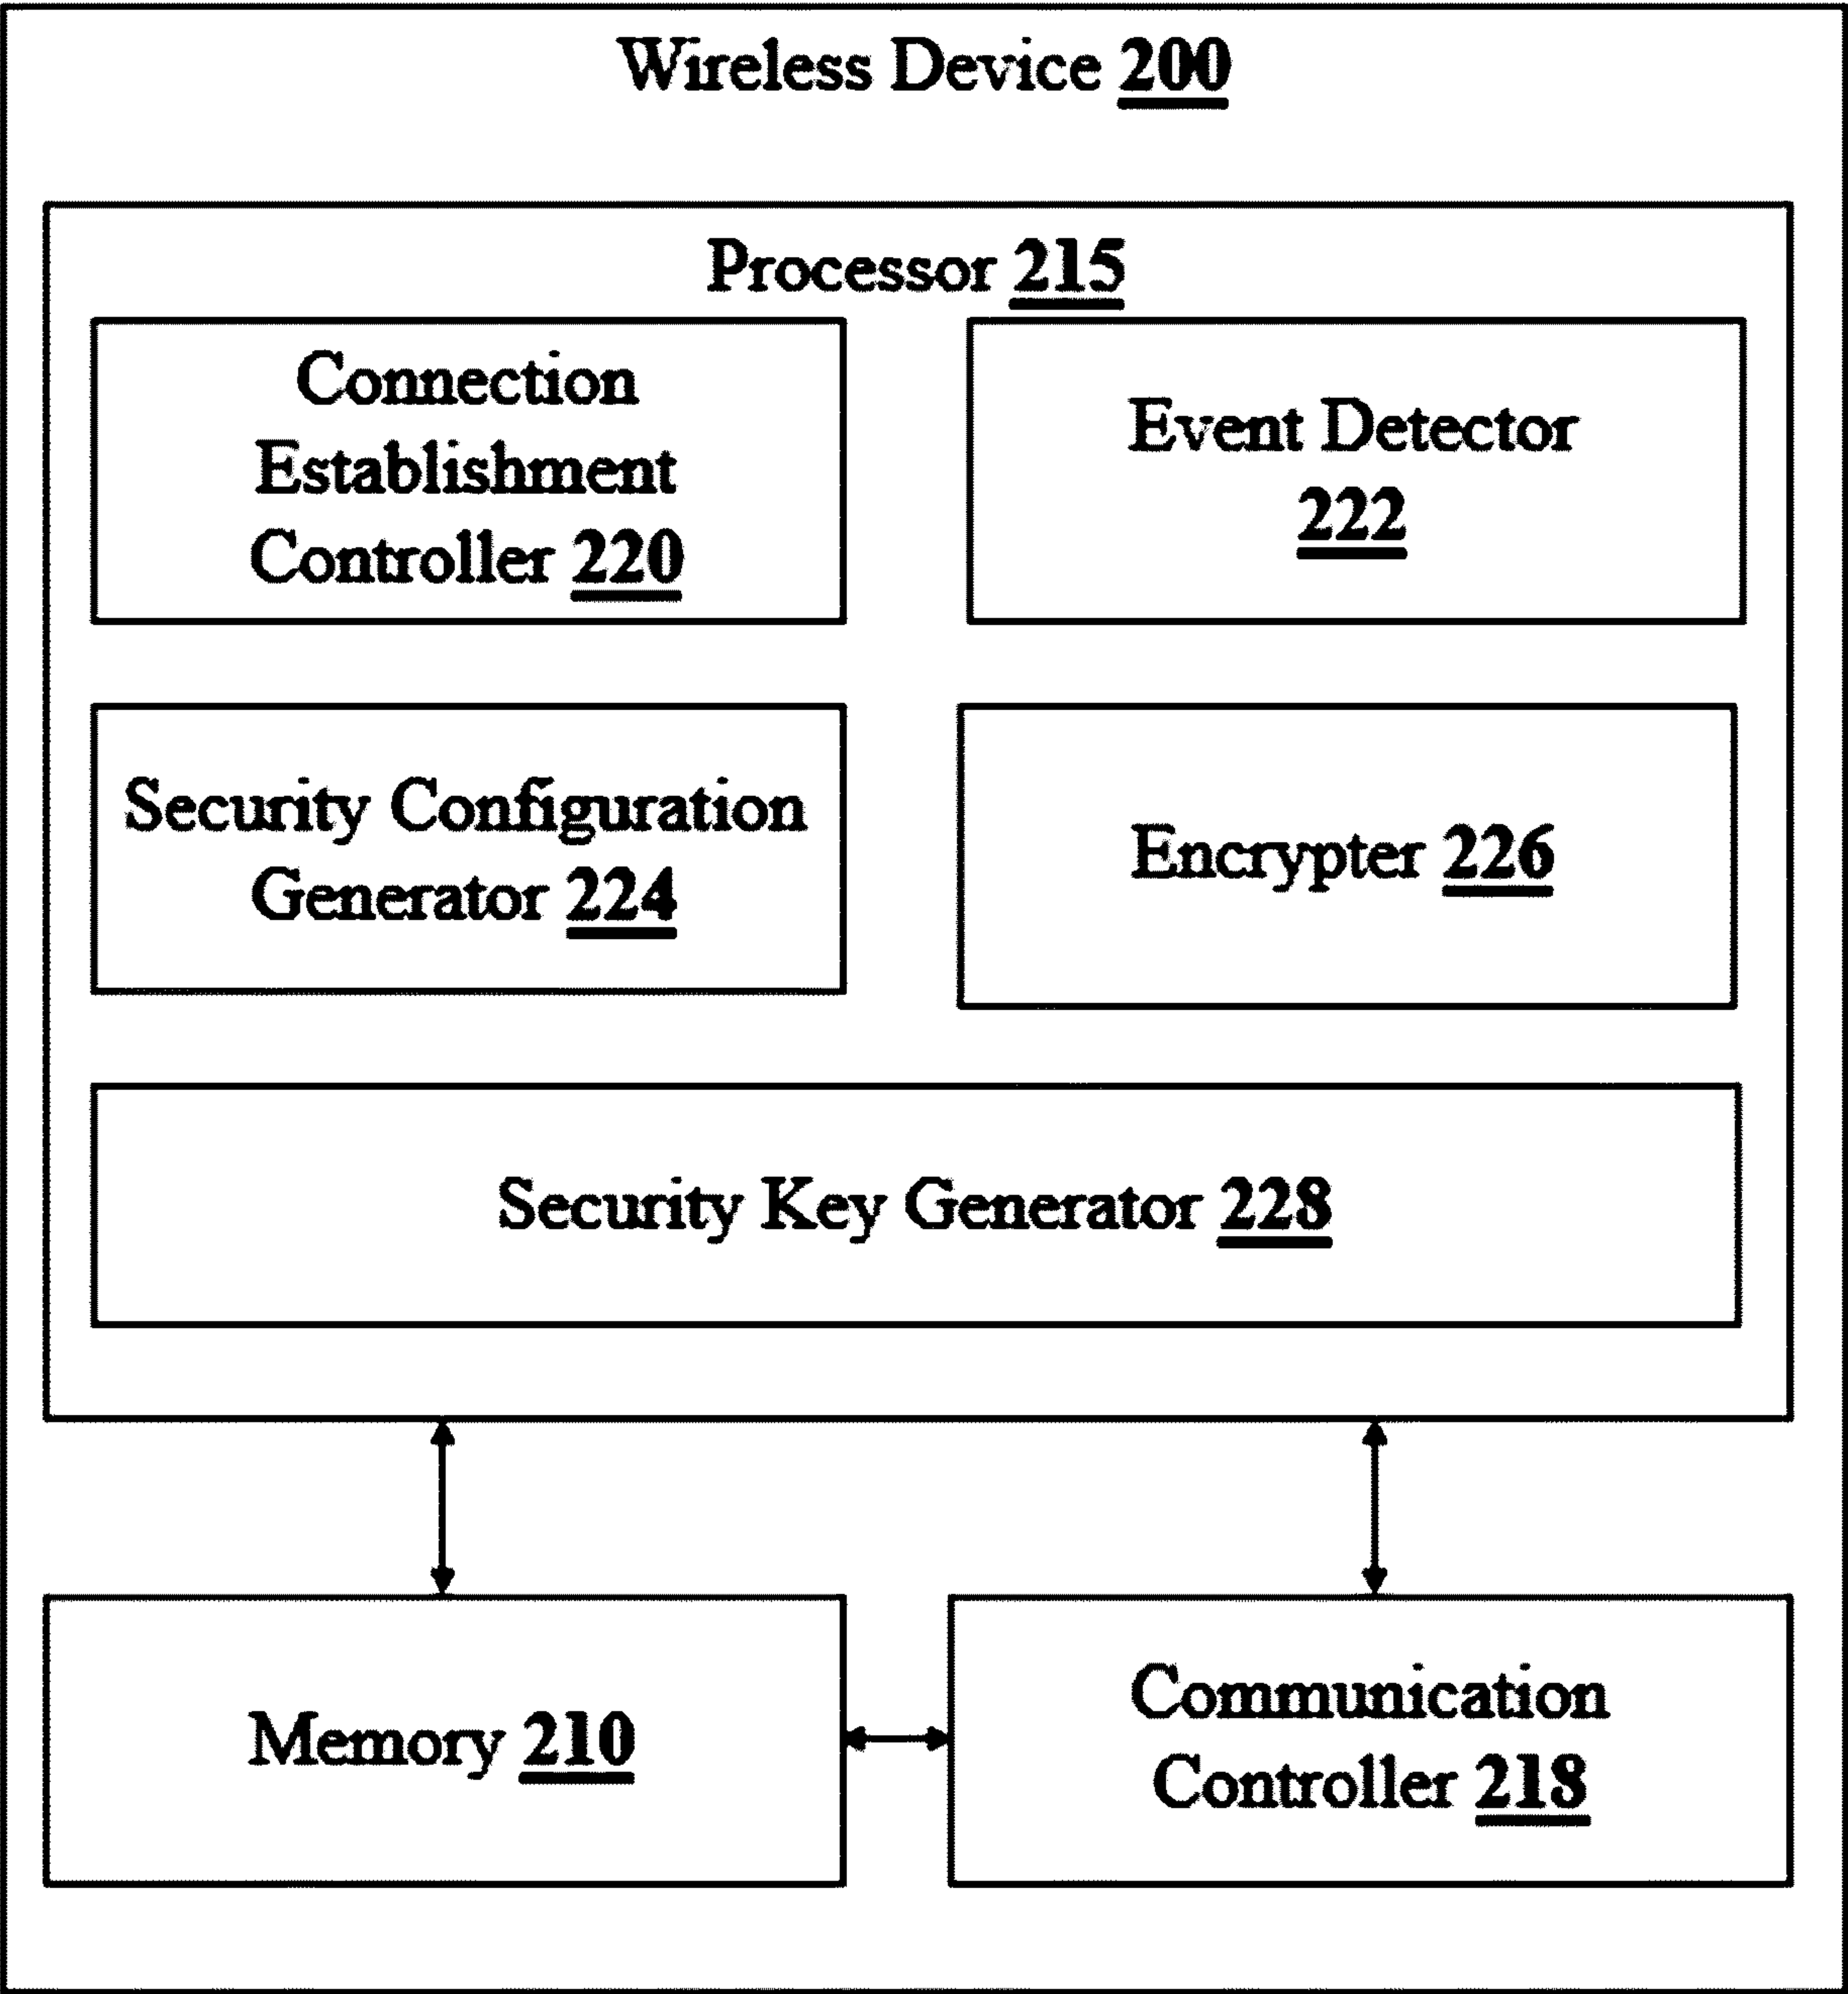 Wireless Device 200
Processor 215
Connection
Establishment
Controller 220
Event Detector
222
Security Configuration
Generator 224
Encrypter 226
Security Key Generator 228
Memory 210
Communication
Controller 218